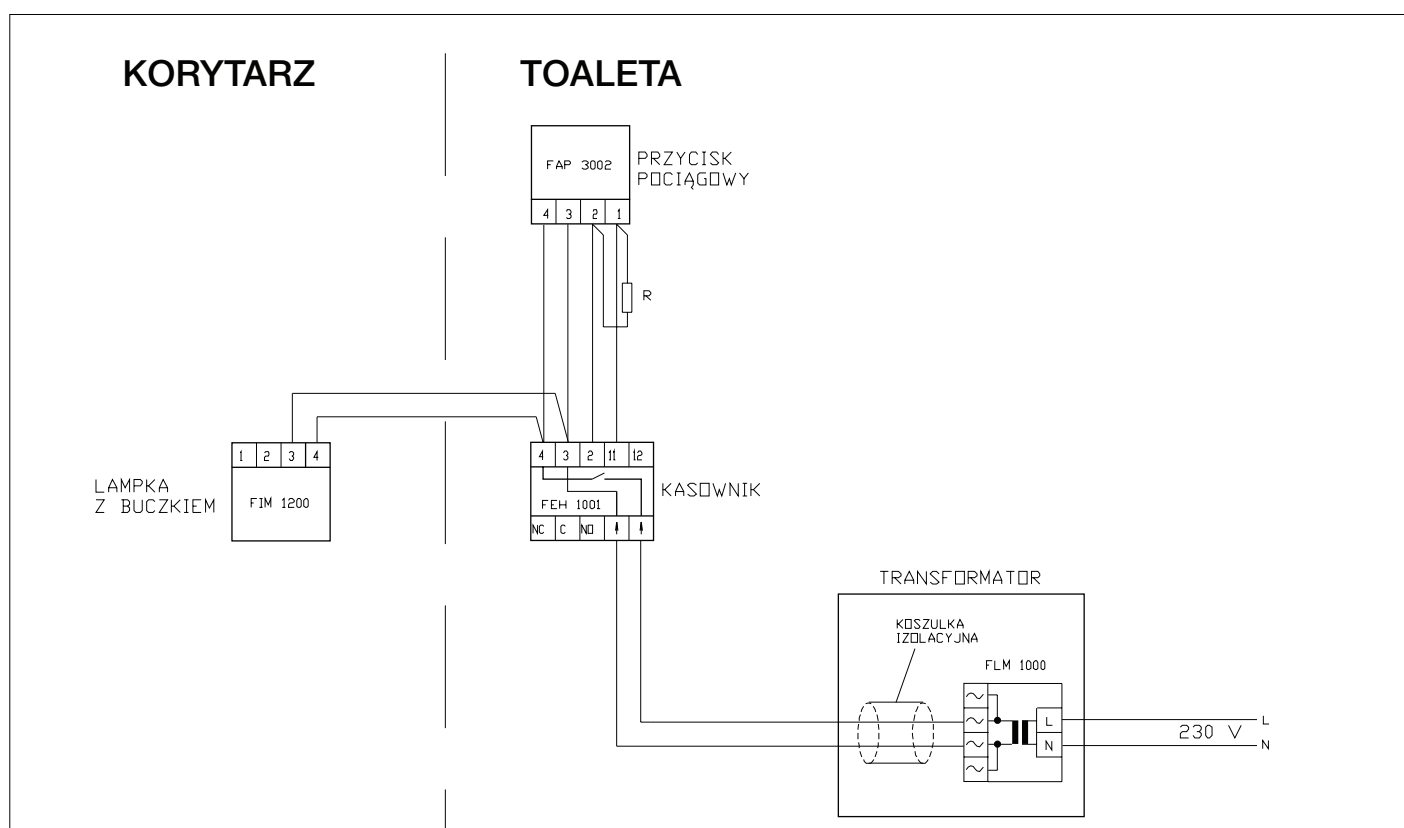 KORYTARZ
TOALETA
FAP 3002
PRZYCISK
POCIĄGOWY
4 3 2 1
R
1 2 3 4
FIM 1200
LAMPKA
Z BUCZKIEM
4 3 2 11 12
FEH 1001
KASOWNIK
NC C NO
TRANSFORMATOR
KOSZULKA
IZOLACYJNA
FLM 1000
L
N
230 V
L
N